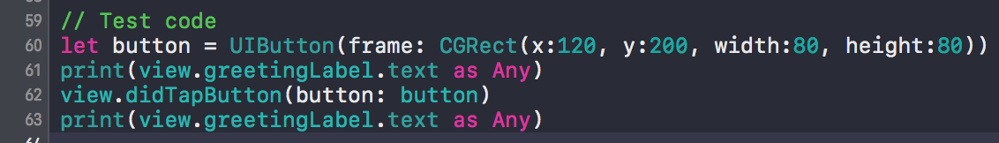 59 // Test code
60 let button = UIButton(frame: CGRect(x:120, y:200, width:80, height:80))
61 print(view.greetingLabel.text as Any)
62 view.didTapButton(button: button)
63 print(view.greetingLabel.text as Any)